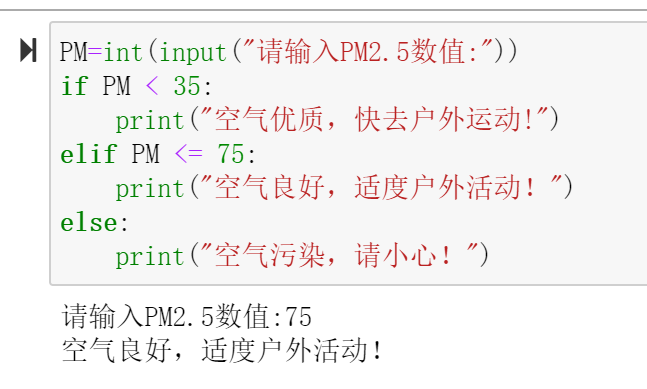 PM=int(input("请输入PM2.5数值:"))
if PM < 35:
    print("空气优质，快去户外运动!")
elif PM <= 75:
    print("空气良好，适度户外活动！")
else:
    print("空气污染，请小心！")
请输入PM2.5数值:75
空气良好，适度户外活动！